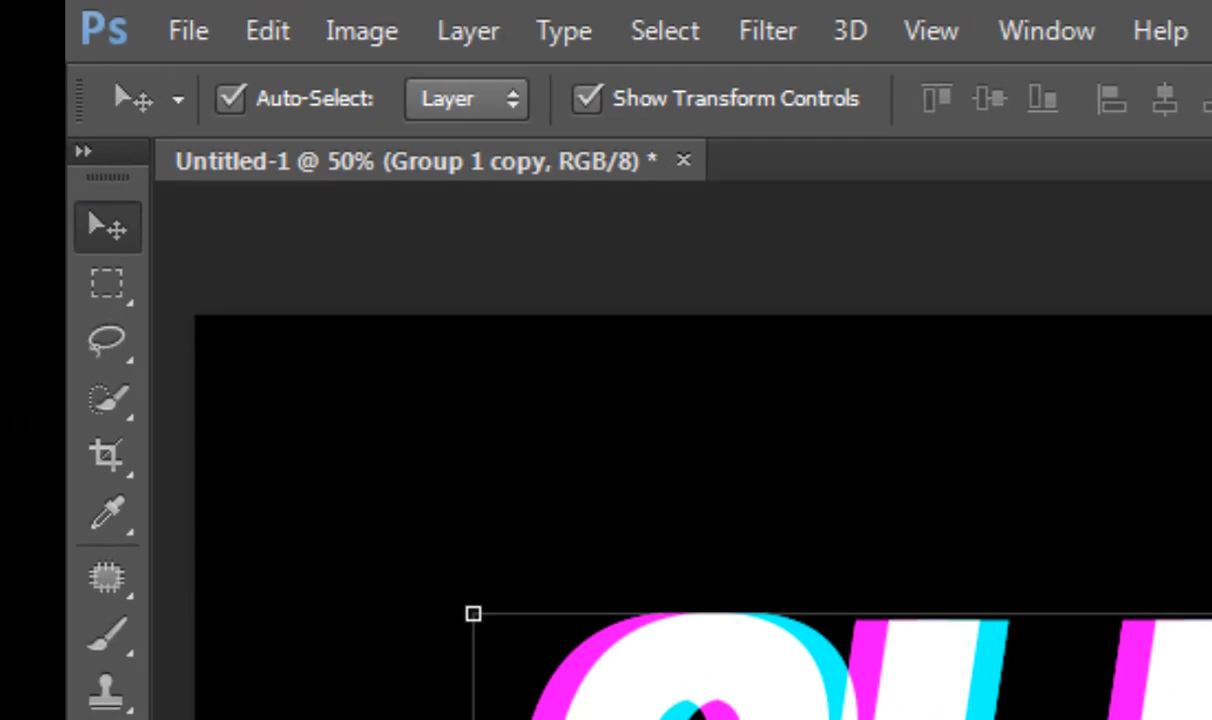 Ps File Edit Image Layer Type Select Filter 3D View Window Help
Auto-Select: Layer Show Transform Controls
Untitled-1 @ 50% (Group 1 copy, RGB/8) * ×